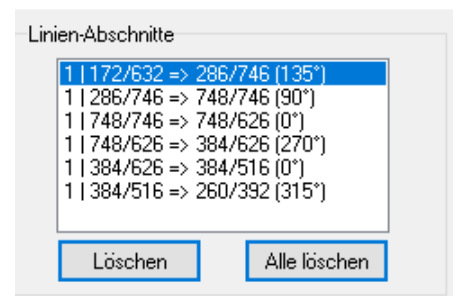 Linien-Abschnitte
1 | 172/632 => 286/746 (135°)
1 | 286/746 => 748/746 (90°)
1 | 748/746 => 748/626 (0°)
1 | 748/626 => 384/626 (270°)
1 | 384/626 => 384/516 (0°)
1 | 384/516 => 260/392 (315°)
Löschen Alle löschen